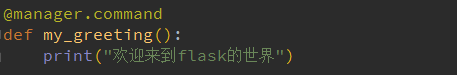 @manager.command
def my_greeting():
    print("欢迎来到flask的世界")